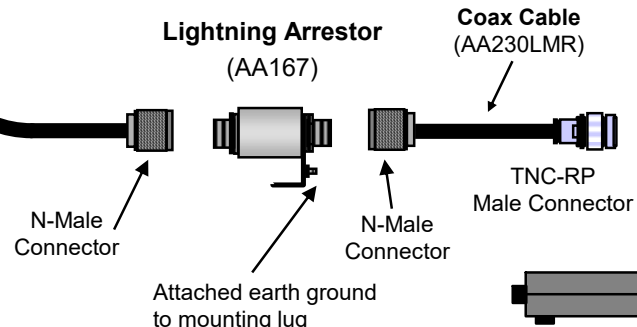 Lightning Arrestor
(AA167)
Coax Cable
(AA230LMR)
N-Male
Connector
N-Male
Connector
TNC-RP
Male Connector
Attached earth ground
to mounting lug